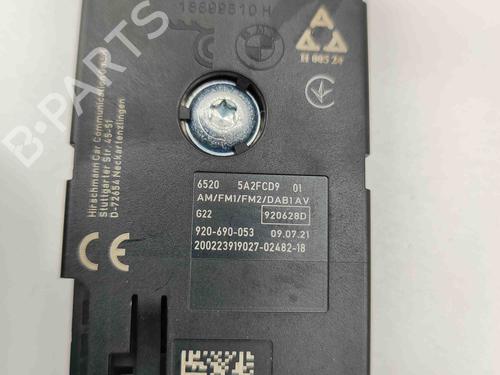 18899810 H
H 005 24
Hirschmann Car Communication GmbH
Stuttgarter Str. 45-51
D-72654 Neckartenzlingen
6520 5A2FCD9 01
AM/FM1/FM2/DAB1AV
G22 920628D
920-690-053 09.07.21
200223919027-02482-18
CE
B-PARTS